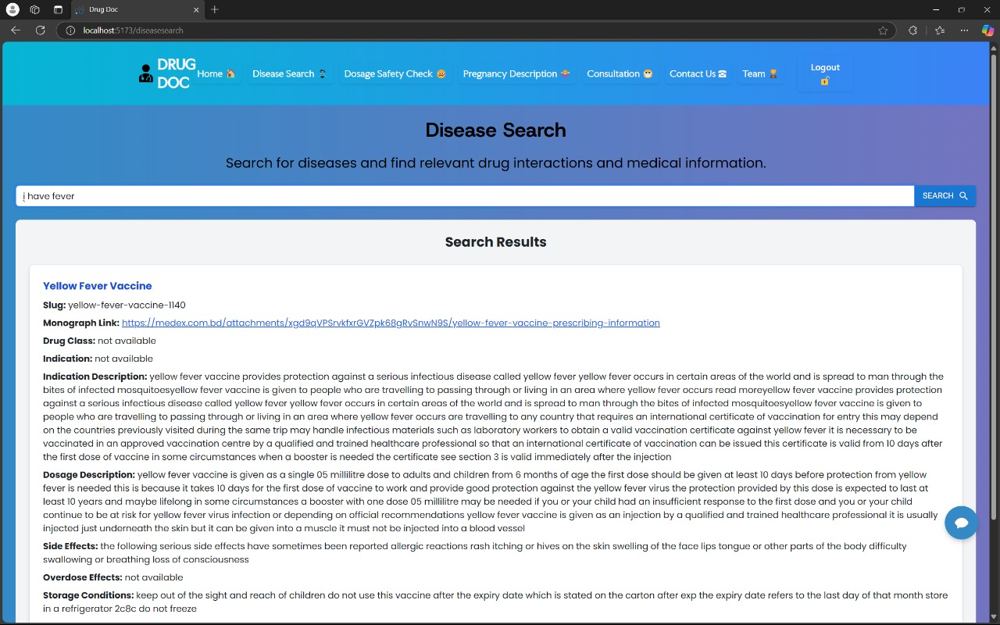 Drug Doc
localhost:5173/diseasesearch
DRUG DOC
Home
Disease Search
Dosage Safety Check
Pregnancy Description
Consultation
Contact Us
Team
Logout
Disease Search
Search for diseases and find relevant drug interactions and medical information.
i have fever
SEARCH
Search Results
Yellow Fever Vaccine
Slug: yellow-fever-vaccine-1140
Monograph Link: https://medex.com.bd/attachments/xgd9qVPSrvkfxrGVZpk68gRvSnwN9S/yellow-fever-vaccine-prescribing-information
Drug Class: not available
Indication: not available
Indication Description: yellow fever vaccine provides protection against a serious infectious disease called yellow fever yellow fever occurs in certain areas of the world and is spread to man through the
bites of infected mosquitoesyellow fever vaccine is given to people who are travelling to passing through or living in an area where yellow fever occurs read moreyellow fever vaccine provides protection
against a serious infectious disease called yellow fever yellow fever occurs in certain areas of the world and is spread to man through the bites of infected mosquitoesyellow fever vaccine is given to
people who are travelling to passing through or living in an area where yellow fever occurs are travelling to any country that requires an international certificate of vaccination for entry this may depend
on the countries previously visited during the same trip may handle infectious materials such as laboratory workers to obtain a valid vaccination certificate against yellow fever it is necessary to be
vaccinated in an approved vaccination centre by a qualified and trained healthcare professional so that an international certificate of vaccination can be issued this certificate is valid from 10 days after
the first dose of vaccine in some circumstances when a booster is needed the certificate see section 3 is valid immediately after the injection
Dosage Description: yellow fever vaccine is given as a single 05 millilitre dose to adults and children from 6 months of age the first dose should be given at least 10 days before protection from yellow
fever is needed this is because it takes 10 days for the first dose of vaccine to work and provide good protection against the yellow fever virus the protection provided by this dose is expected to last at
least 10 years and maybe lifelong in some circumstances a booster with one dose 05 millilitre may be needed if you or your child had an insufficient response to the first dose and you or your child
continue to be at risk for yellow fever virus infection or depending on official recommendations yellow fever vaccine is given as an injection by a qualified and trained healthcare professional it is usually
injected just underneath the skin but it can be given into a muscle it must not be injected into a blood vessel
Side Effects: the following serious side effects have sometimes been reported allergic reactions rash itching or hives on the skin swelling of the face lips tongue or other parts of the body difficulty
swallowing or breathing loss of consciousness
Overdose Effects: not available
Storage Conditions: keep out of the sight and reach of children do not use this vaccine after the expiry date which is stated on the carton after exp the expiry date refers to the last day of that month store
in a refrigerator 2c8c do not freeze